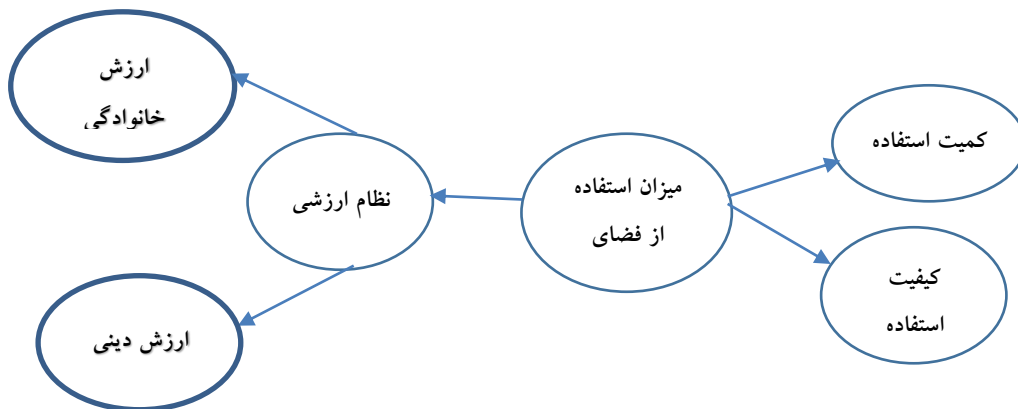 ارزش
خانوادگی
کمیت استفاده
میزان استفاده
از فضای
نظام ارزشی
کیفیت
استفاده
ارزش دینی